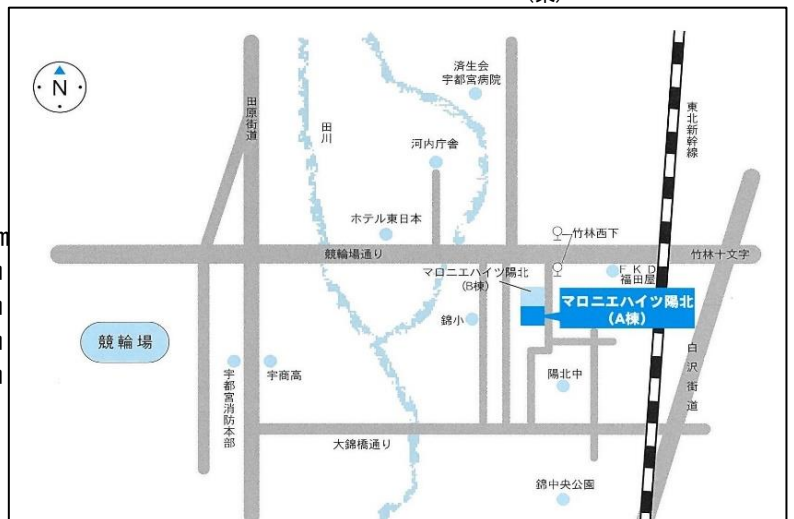 (東)
N
済生会
宇都宮病院
田原街道
田川
東北新幹線
河内庁舎
ホテル東日本
竹林西下
競輪場通り
竹林十文字
マロニエハイツ陽北
(B棟)
FKD
福田屋
マロニエハイツ陽北
(A棟)
錦小
競輪場
宇都宮消防本部
宇商高
陽北中
白沢街道
大錦橋通り
錦中央公園
m